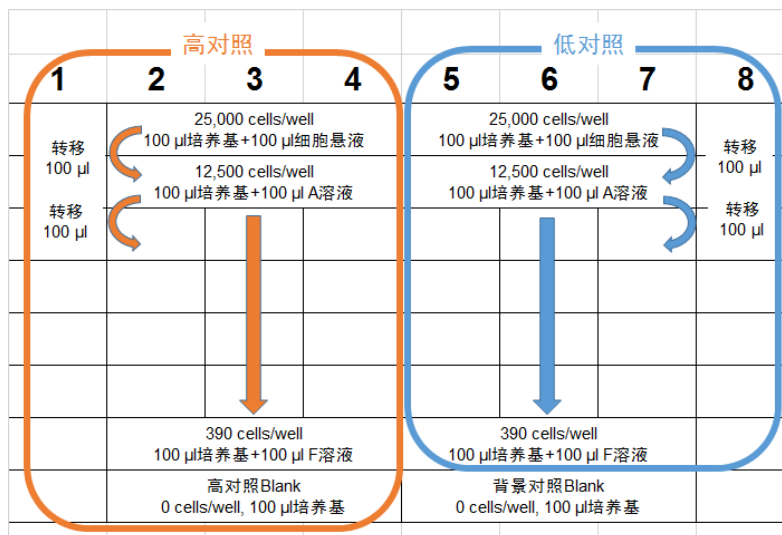 高对照
低对照
1 2 3 4 5 6 7 8
25,000 cells/well
100 µl培养基+100 µl细胞悬液
25,000 cells/well
100 µl培养基+100 µl细胞悬液
转移
100 µl
转移
100 µl
12,500 cells/well
100 µl培养基+100 µl A溶液
12,500 cells/well
100 µl培养基+100 µl A溶液
转移
100 µl
转移
100 µl
390 cells/well
100 µl培养基+100 µl F溶液
390 cells/well
100 µl培养基+100 µl F溶液
高对照Blank
0 cells/well, 100 µl培养基
背景对照Blank
0 cells/well, 100 µl培养基